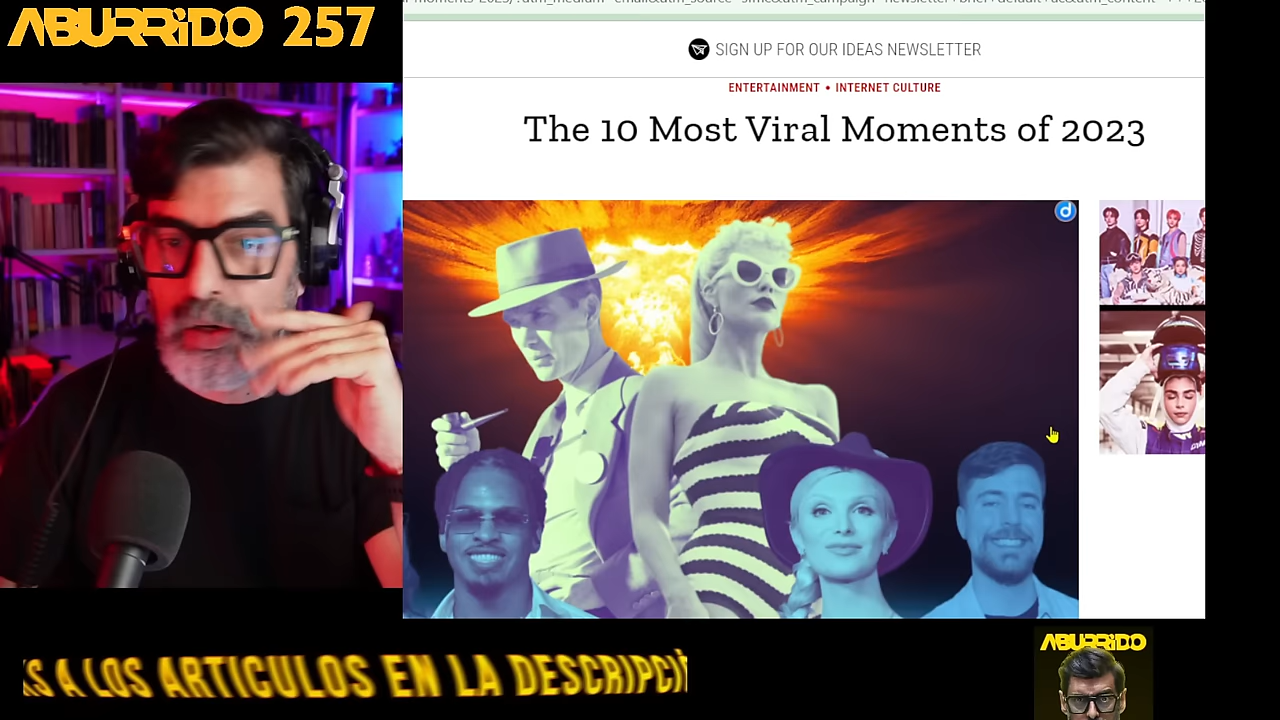 ABURRIDO 257
SIGN UP FOR OUR IDEAS NEWSLETTER
ENTERTAINMENT • INTERNET CULTURE
The 10 Most Viral Moments of 2023
d
A LOS ARTICULOS EN LA
ABURRIDO